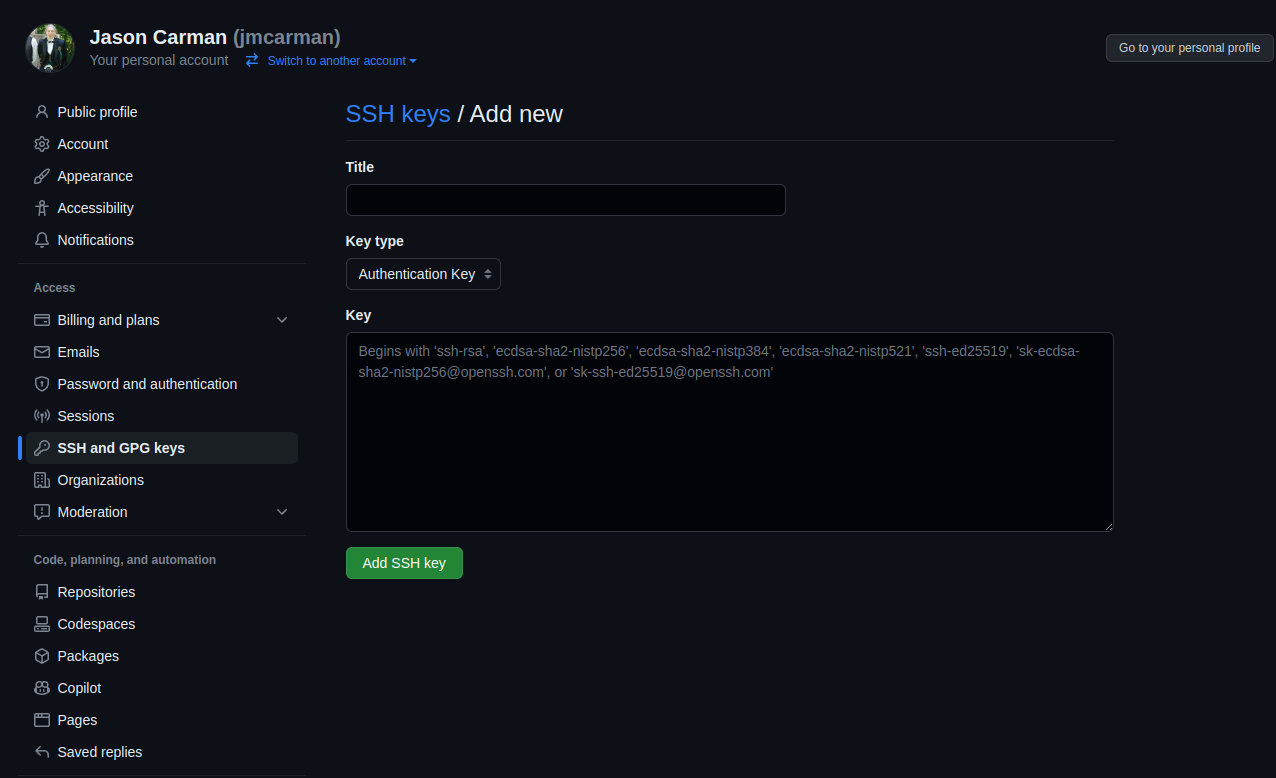 Jason Carman (jmcarman)
Your personal account Switch to another account
Go to your personal profile
Public profile
Account
Appearance
Accessibility
Notifications
Access
Billing and plans
Emails
Password and authentication
Sessions
SSH and GPG keys
Organizations
Moderation
Code, planning, and automation
Repositories
Codespaces
Packages
Copilot
Pages
Saved replies
SSH keys / Add new
Title
Key type
Authentication Key
Key
Begins with 'ssh-rsa', 'ecdsa-sha2-nistp256', 'ecdsa-sha2-nistp384', 'ecdsa-sha2-nistp521', 'ssh-ed25519', 'sk-ecdsa-
sha2-nistp256@openssh.com', or 'sk-ssh-ed25519@openssh.com'
Add SSH key